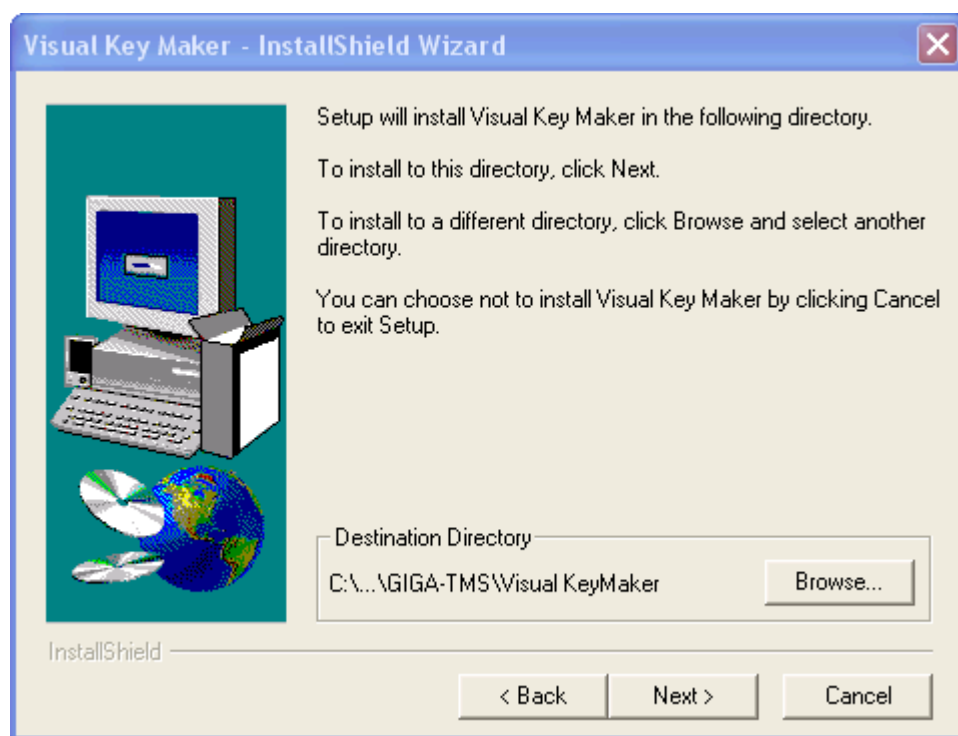 Visual Key Maker - InstallShield Wizard
Setup will install Visual Key Maker in the following directory.
To install to this directory, click Next.
To install to a different directory, click Browse and select another
directory.
You can choose not to install Visual Key Maker by clicking Cancel
to exit Setup.
Destination Directory
C:\...\GIGA-TMS\Visual KeyMaker
Browse...
InstallShield
< Back
Next >
Cancel